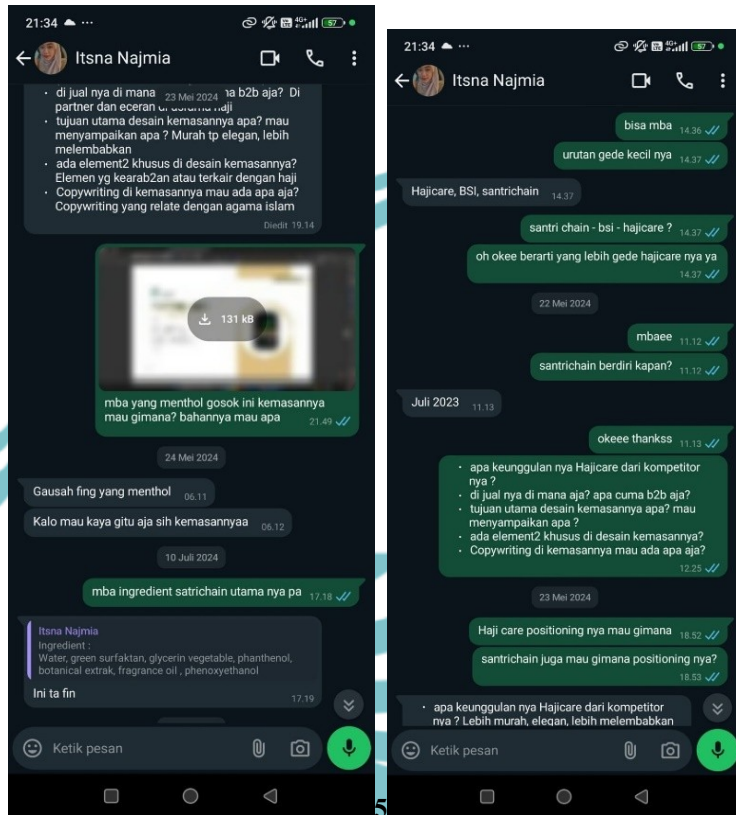 21:34
57
Itsna Najmia
di jual nya di mana
23 Mei 2024
na b2b aja? Di
partner dan eceran
tujuan utama desain kemasannya apa? mau
menyampaikan apa ? Murah tp elegan, lebih
melembabkan
ada element2 khusus di desain kemasannya?
Elemen yg kearab2an atau terkair dengan haji
Copywriting di kemasannya mau ada apa aja?
Copywriting yang relate dengan agama islam
Diedit 19.14
131 kB
mba yang menthol gosok ini kemasannya
mau gimana? bahannya mau apa
21.49
24 Mei 2024
Gausah fing yang menthol 06.11
Kalo mau kaya gitu aja sih kemasannyaa 06.12
10 Juli 2024
mba ingredient satrichain utama nya pa 17.18
Itsna Najmia
Ingredient :
Water, green surfaktan, glycerin vegetable, phanthenol,
botanical extrak, fragrance oil , phenoxyethanol
Ini ta fin
17.19
Ketik pesan
5
21:34
57
Itsna Najmia
bisa mba 14.36
urutan gede kecil nya 14.37
Hajicare, BSI, santrichain 14.37
santri chain - bsi - hajicare ? 14.37
oh okee berarti yang lebih gede hajicare nya ya
14.37
22 Mei 2024
mbaee 11.12
santrichain berdiri kapan? 11.12
Juli 2023 11.13
okeee thankss 11.13
apa keunggulan nya Hajicare dari kompetitor
nya ?
di jual nya di mana aja? apa cuma b2b aja?
tujuan utama desain kemasannya apa? mau
menyampaikan apa ?
ada element2 khusus di desain kemasannya?
Copywriting di kemasannya mau ada apa aja?
12.25
23 Mei 2024
Haji care positioning nya mau gimana 18.52
santrichain juga mau gimana positioning nya?
18.53
apa keunggulan nya Hajicare dari kompetitor
nya ? Lebih murah, elegan, lebih melembabkan
Ketik pesan